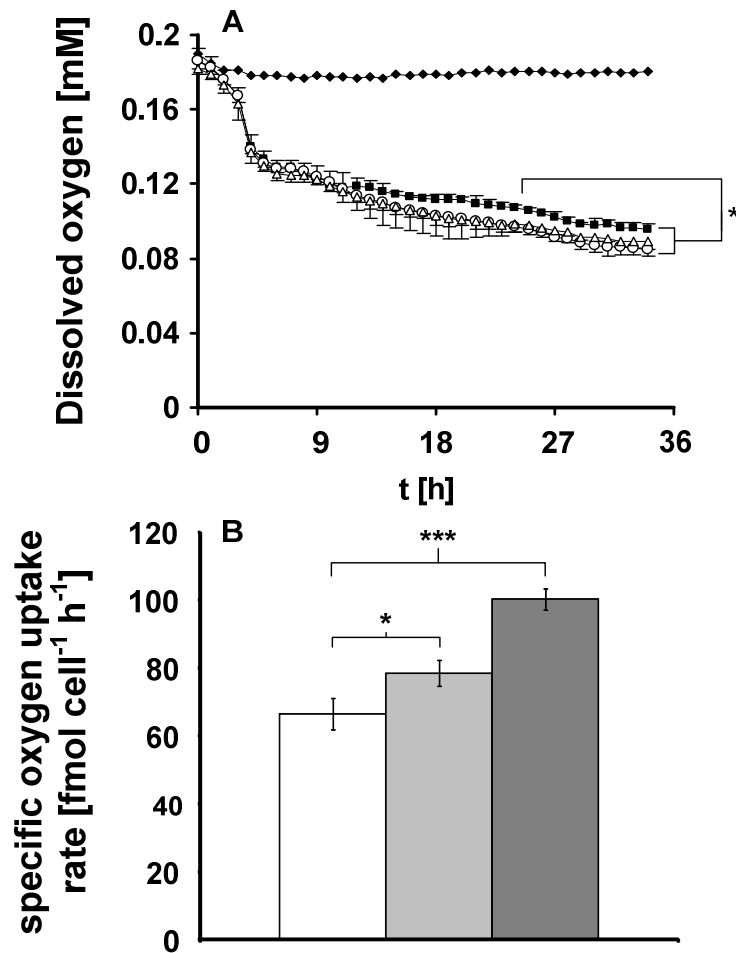 A
Dissolved oxygen [mM]
0.2
0.16
0.12
0.08
0.04
0
*
0 9 18 27 36
t [h]
B
specific oxygen uptake
rate [fmol cell⁻¹ h⁻¹]
120
100
80
60
40
20
0
***
*